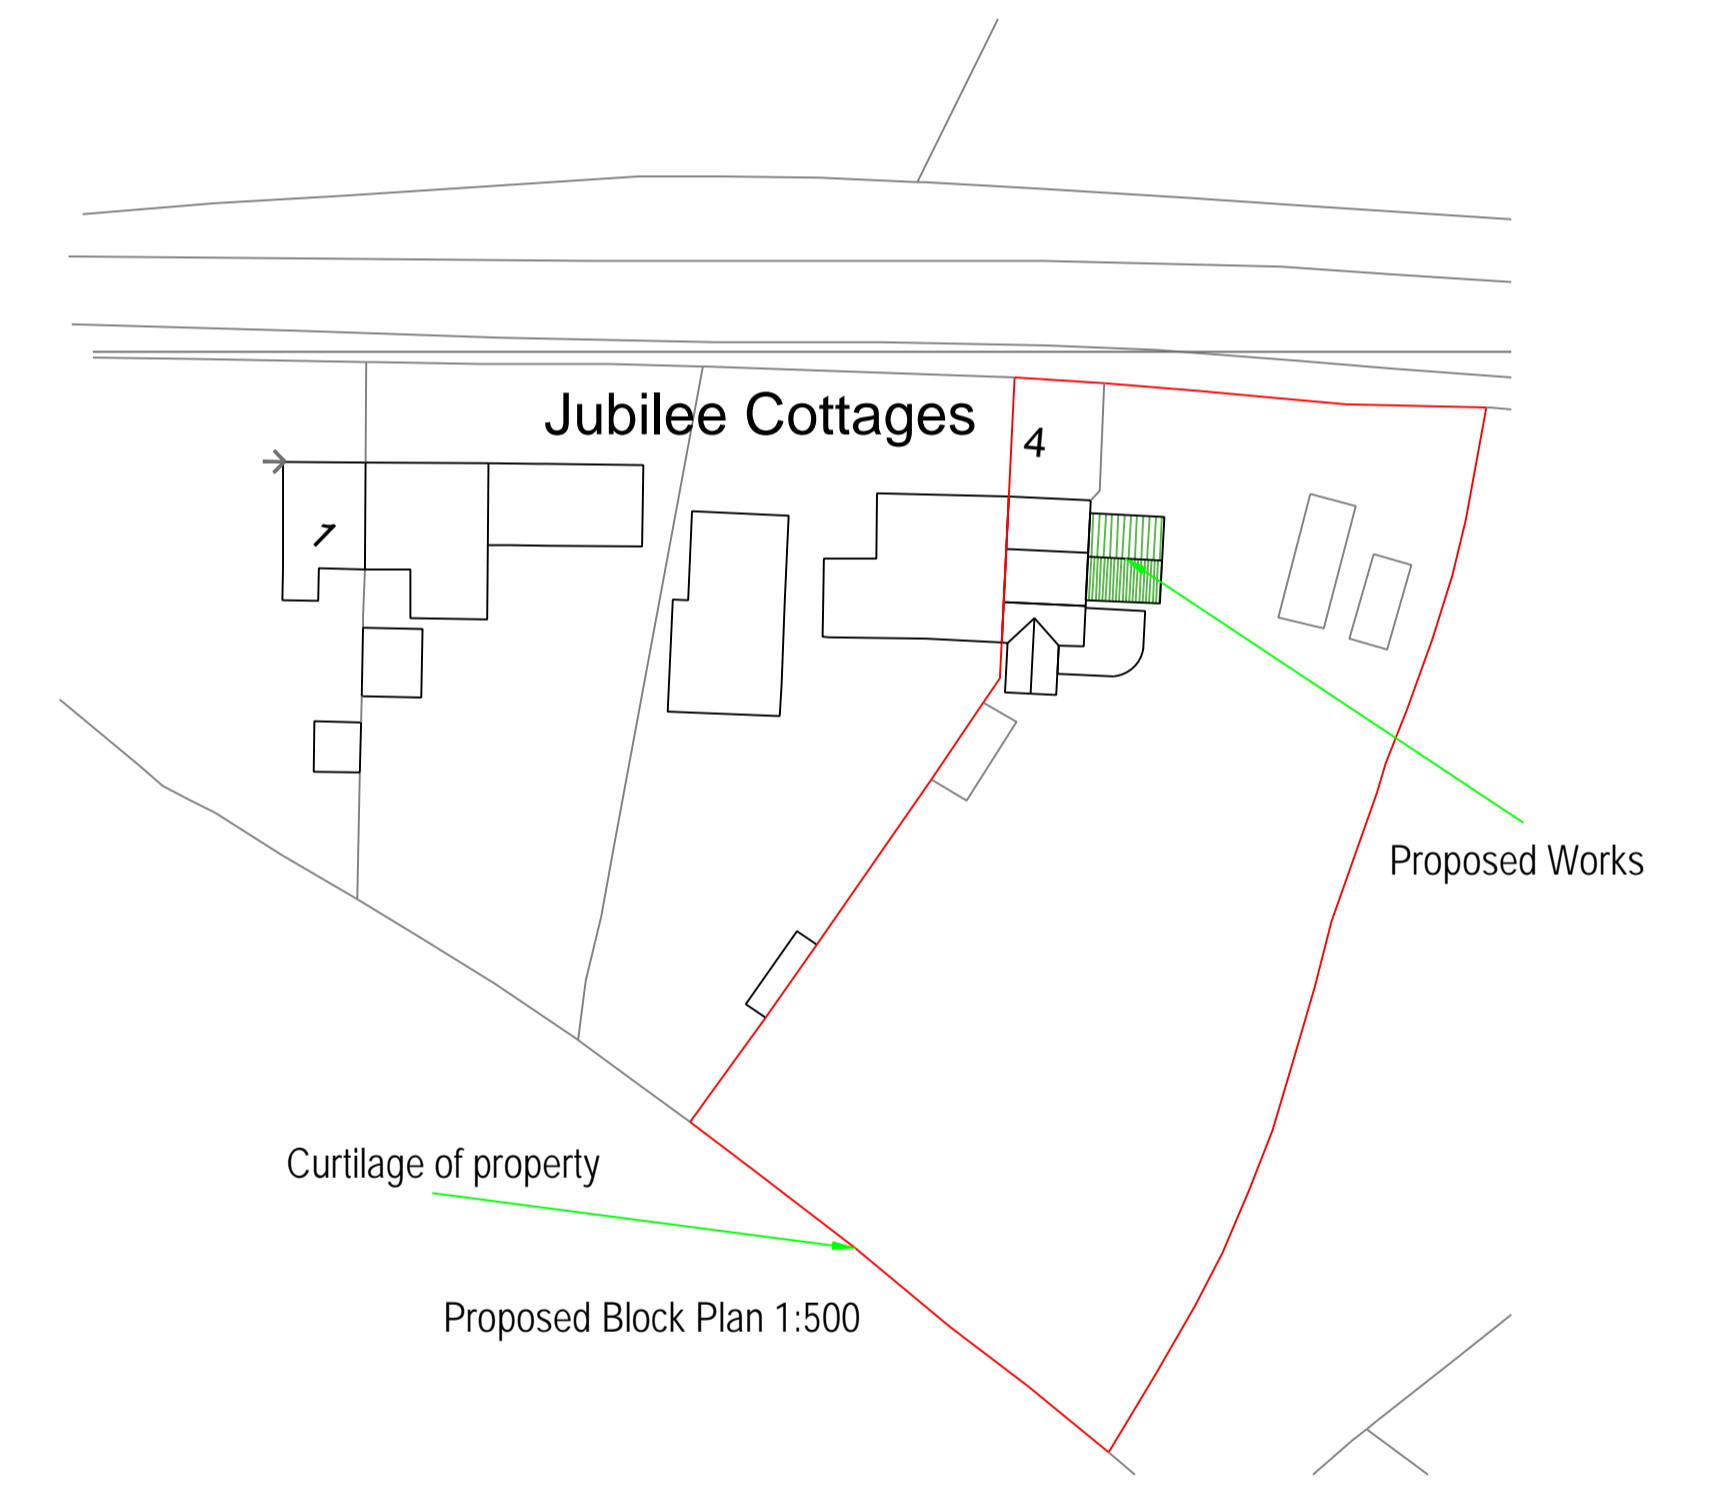 Jubilee Cottages
4
1
Proposed Works
Curtilage of property
Proposed Block Plan 1:500